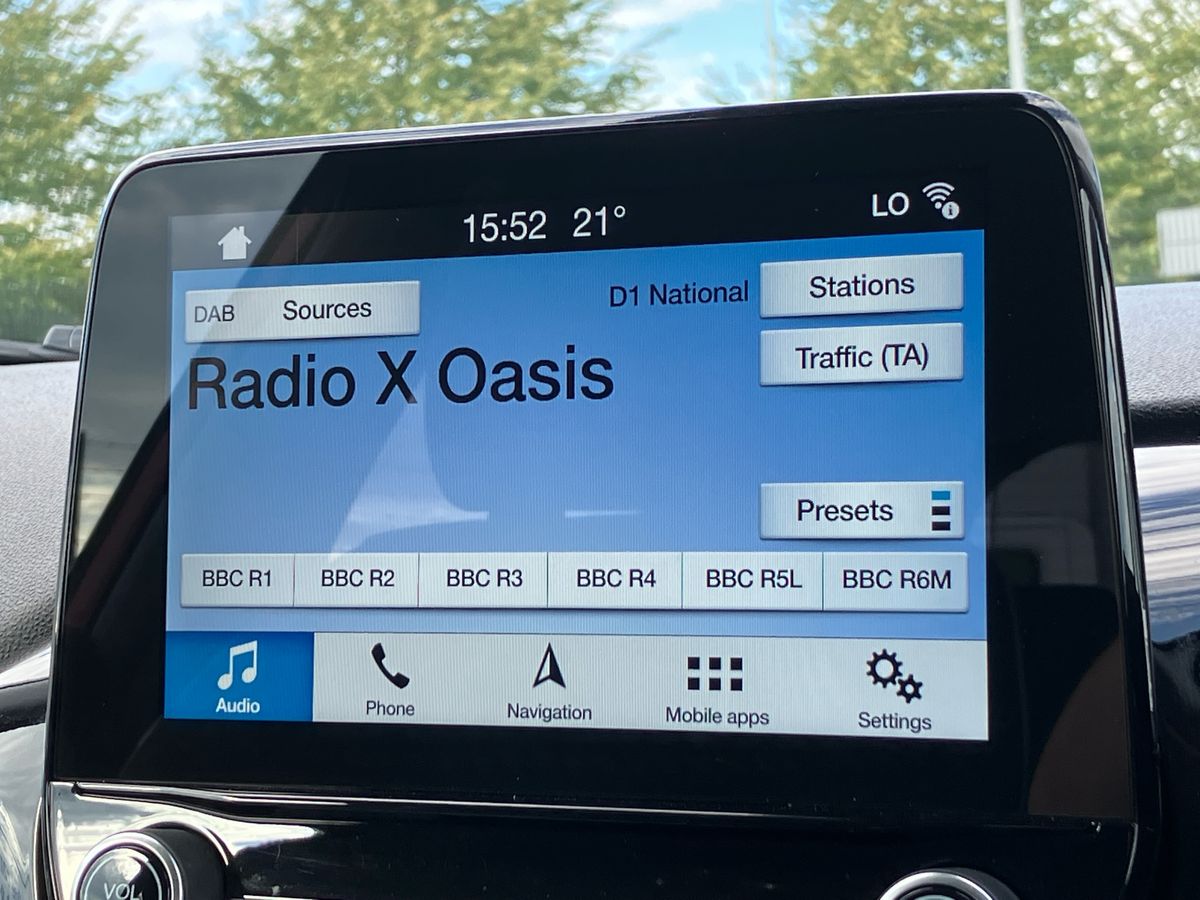 15:52 21° LO
DAB Sources
D1 National
Stations
Traffic (TA)
Radio X Oasis
Presets
BBC R1 BBC R2 BBC R3 BBC R4 BBC R5L BBC R6M
Audio Phone Navigation Mobile apps Settings
VOL